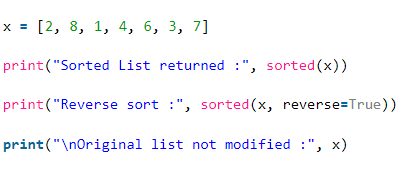 x = [2, 8, 1, 4, 6, 3, 7]
print("Sorted List returned :", sorted(x))
print("Reverse sort :", sorted(x, reverse=True))
print("\nOriginal list not modified :", x)